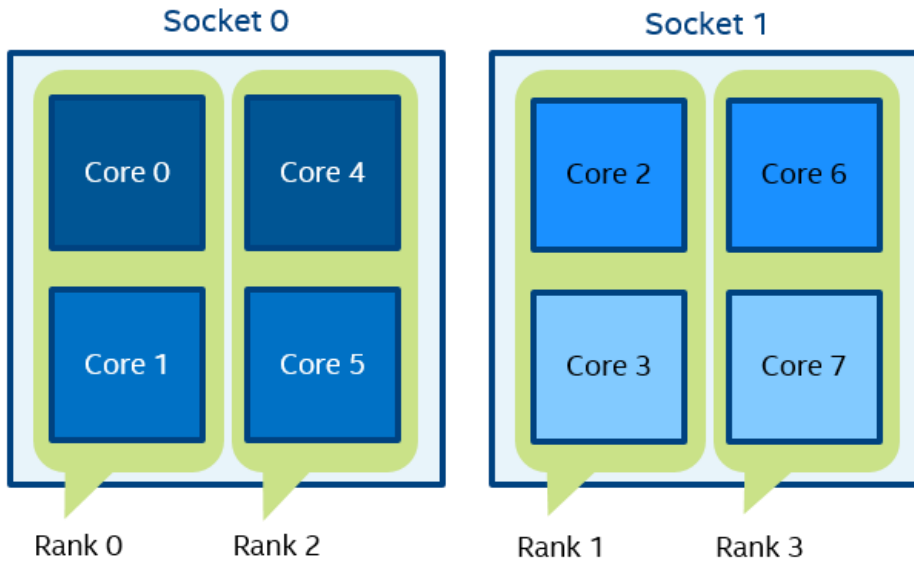 Socket 0
Socket 1
Core 0
Core 4
Core 2
Core 6
Core 1
Core 5
Core 3
Core 7
Rank 0
Rank 2
Rank 1
Rank 3